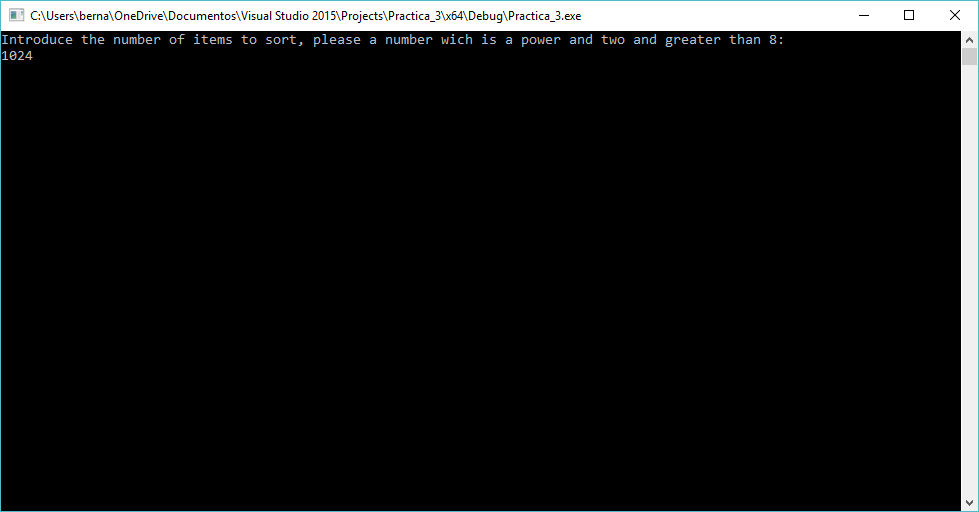 C:\Users\berna\OneDrive\Documentos\Visual Studio 2015\Projects\Practica_3\x64\Debug\Practica_3.exe
Introduce the number of items to sort, please a number wich is a power and two and greater than 8:
1024